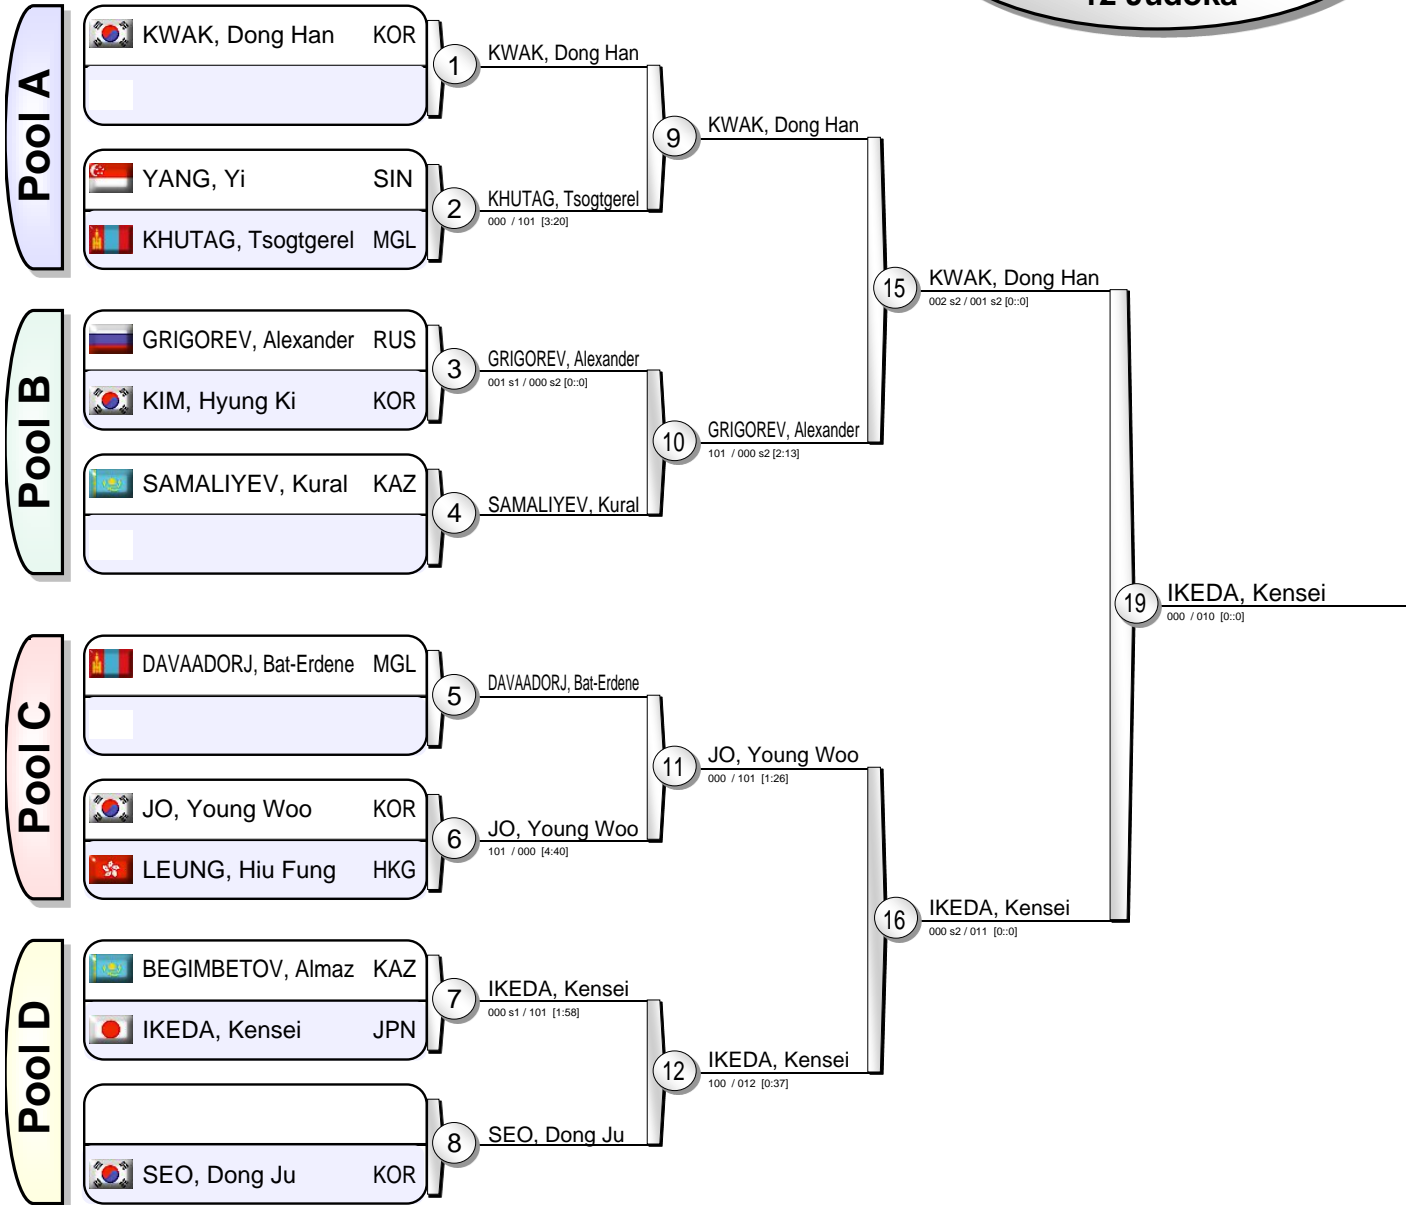 12 Judoka
Pool A
KWAK, Dong Han KOR
1
KWAK, Dong Han
YANG, Yi SIN
KHUTAG, Tsogtgerel MGL
2
KHUTAG, Tsogtgerel
000 / 101 [3:20]
9
KWAK, Dong Han
Pool B
GRIGOREV, Alexander RUS
KIM, Hyung Ki KOR
3
GRIGOREV, Alexander
001 s1 / 000 s2 [0::0]
SAMALIYEV, Kural KAZ
4
SAMALIYEV, Kural
10
GRIGOREV, Alexander
101 / 000 s2 [2:13]
15
KWAK, Dong Han
002 s2 / 001 s2 [0::0]
Pool C
DAVAADORJ, Bat-Erdene MGL
5
DAVAADORJ, Bat-Erdene
JO, Young Woo KOR
LEUNG, Hiu Fung HKG
6
JO, Young Woo
101 / 000 [4:40]
11
JO, Young Woo
000 / 101 [1:26]
Pool D
BEGIMBETOV, Almaz KAZ
IKEDA, Kensei JPN
7
IKEDA, Kensei
000 s1 / 101 [1:58]
SEO, Dong Ju KOR
8
SEO, Dong Ju
12
IKEDA, Kensei
100 / 012 [0:37]
16
IKEDA, Kensei
000 s2 / 011 [0::0]
19
IKEDA, Kensei
000 / 010 [0::0]